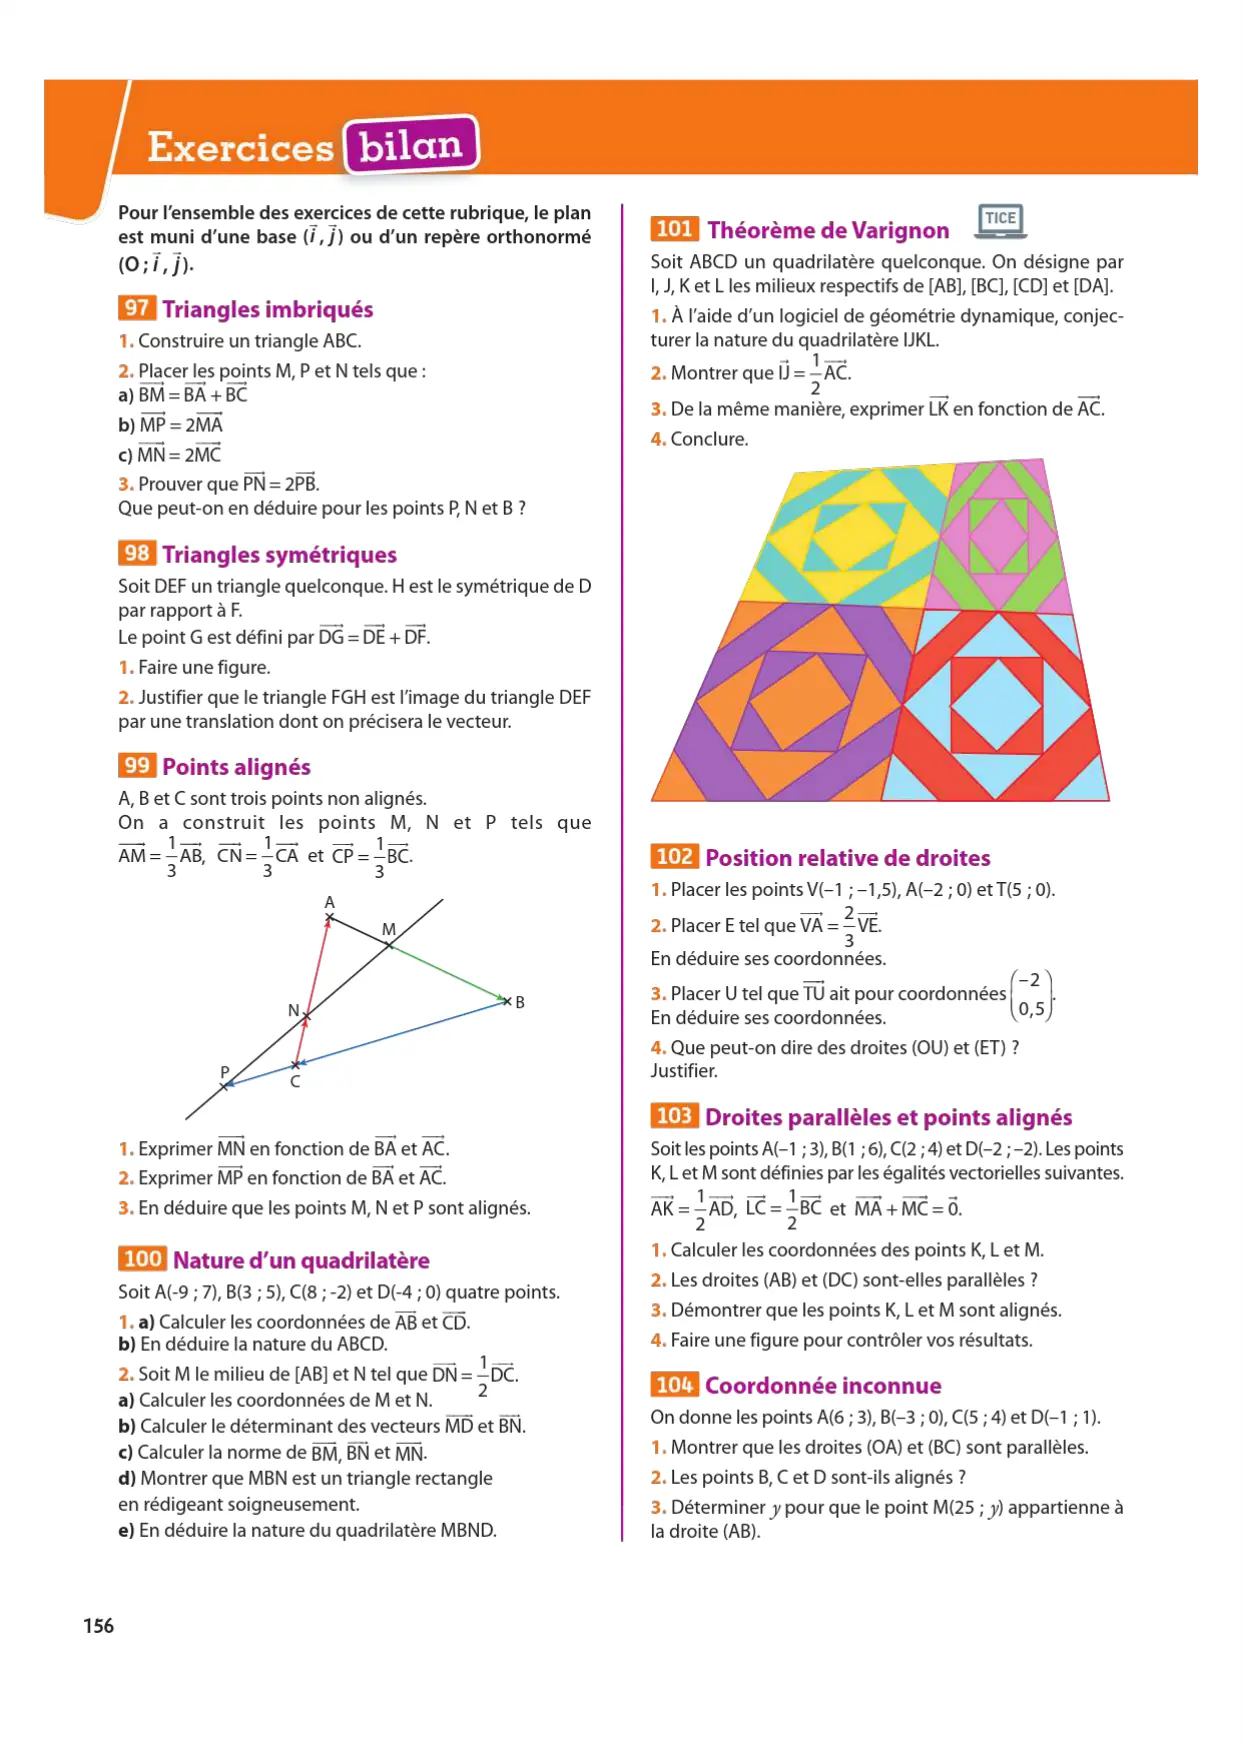 Exercices bilan
Pour l'ensemble des exercices de cette rubrique, le plan
est muni d'une base (i⃗, j⃗) ou d'un repère orthonormé
(O ; i⃗, j⃗).
97 Triangles imbriqués
1. Construire un triangle ABC.
2. Placer les points M, P et N tels que :
a) BM⃗ = BA⃗ + BC⃗
b) MP⃗ = 2MA⃗
c) MN⃗ = 2MC⃗
3. Prouver que PN⃗ = 2PB⃗.
Que peut-on en déduire pour les points P, N et B ?
98 Triangles symétriques
Soit DEF un triangle quelconque. H est le symétrique de D
par rapport à F.
Le point G est défini par DG⃗ = DE⃗ + DF⃗.
1. Faire une figure.
2. Justifier que le triangle FGH est l'image du triangle DEF
par une translation dont on précisera le vecteur.
99 Points alignés
A, B et C sont trois points non alignés.
On a construit les points M, N et P tels que
AM⃗ = 1/3 AB⃗, CN⃗ = 1/3 CA⃗ et CP⃗ = 1/3 BC⃗.
A
M
B
N
P
C
1. Exprimer MN⃗ en fonction de BA⃗ et AC⃗.
2. Exprimer MP⃗ en fonction de BA⃗ et AC⃗.
3. En déduire que les points M, N et P sont alignés.
100 Nature d'un quadrilatère
Soit A(-9 ; 7), B(3 ; 5), C(8 ; -2) et D(-4 ; 0) quatre points.
1. a) Calculer les coordonnées de AB⃗ et CD⃗.
b) En déduire la nature du ABCD.
2. Soit M le milieu de [AB] et N tel que DN⃗ = 1/2 DC⃗.
a) Calculer les coordonnées de M et N.
b) Calculer le déterminant des vecteurs MD⃗ et BN⃗.
c) Calculer la norme de BM⃗, BN⃗ et MN⃗.
d) Montrer que MBN est un triangle rectangle
en rédigeant soigneusement.
e) En déduire la nature du quadrilatère MBND.
101 Théorème de Varignon TICE
Soit ABCD un quadrilatère quelconque. On désigne par
I, J, K et L les milieux respectifs de [AB], [BC], [CD] et [DA].
1. À l'aide d'un logiciel de géométrie dynamique, conjec-
turer la nature du quadrilatère IJKL.
2. Montrer que IJ⃗ = 1/2 AC⃗.
3. De la même manière, exprimer LK⃗ en fonction de AC⃗.
4. Conclure.
102 Position relative de droites
1. Placer les points V(–1 ; –1,5), A(–2 ; 0) et T(5 ; 0).
2. Placer E tel que VA⃗ = 2/3 VE⃗.
En déduire ses coordonnées.
3. Placer U tel que TU⃗ ait pour coordonnées (–2 0,5).
En déduire ses coordonnées.
4. Que peut-on dire des droites (OU) et (ET) ?
Justifier.
103 Droites parallèles et points alignés
Soit les points A(–1 ; 3), B(1 ; 6), C(2 ; 4) et D(–2 ; –2). Les points
K, L et M sont définies par les égalités vectorielles suivantes.
AK⃗ = 1/2 AD⃗, LC⃗ = 1/2 BC⃗ et MA⃗ + MC⃗ = 0⃗.
1. Calculer les coordonnées des points K, L et M.
2. Les droites (AB) et (DC) sont-elles parallèles ?
3. Démontrer que les points K, L et M sont alignés.
4. Faire une figure pour contrôler vos résultats.
104 Coordonnée inconnue
On donne les points A(6 ; 3), B(–3 ; 0), C(5 ; 4) et D(–1 ; 1).
1. Montrer que les droites (OA) et (BC) sont parallèles.
2. Les points B, C et D sont-ils alignés ?
3. Déterminer y pour que le point M(25 ; y) appartienne à
la droite (AB).
156